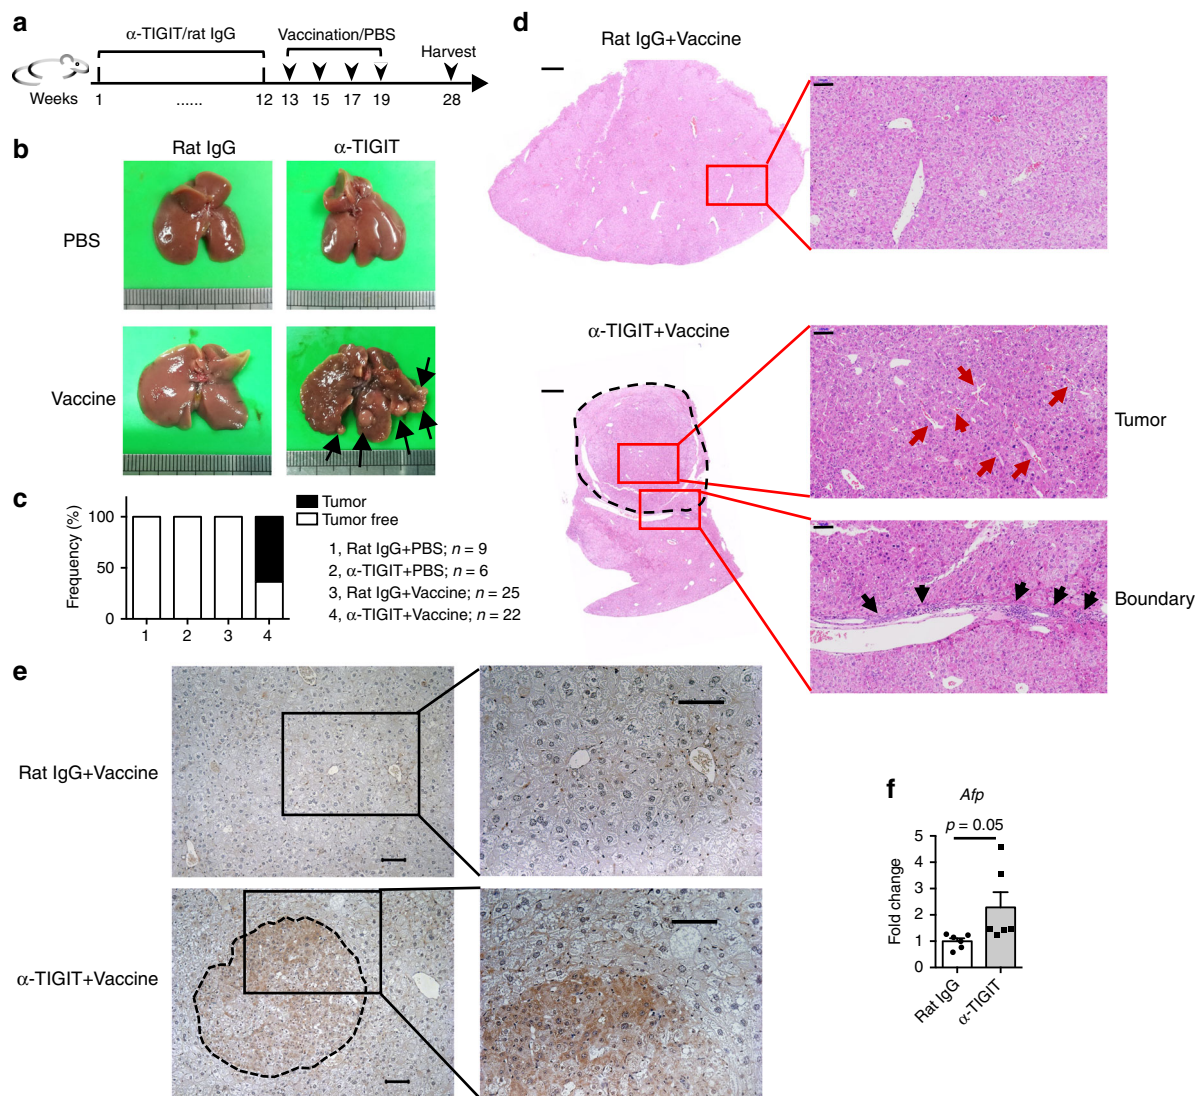 a
α-TIGIT/rat IgG
Vaccination/PBS
Harvest
Weeks
1
......
12
13
15
17
19
28
b
Rat IgG
α-TIGIT
PBS
Vaccine
c
Frequency (%)
100
50
0
1
2
3
4
Tumor
Tumor free
1, Rat IgG+PBS; n = 9
2, α-TIGIT+PBS; n = 6
3, Rat IgG+Vaccine; n = 25
4, α-TIGIT+Vaccine; n = 22
d
Rat IgG+Vaccine
α-TIGIT+Vaccine
Tumor
Boundary
e
Rat IgG+Vaccine
α-TIGIT+Vaccine
f
Afp
p = 0.05
Fold change
5
4
3
2
1
0
Rat IgG
α-TIGIT